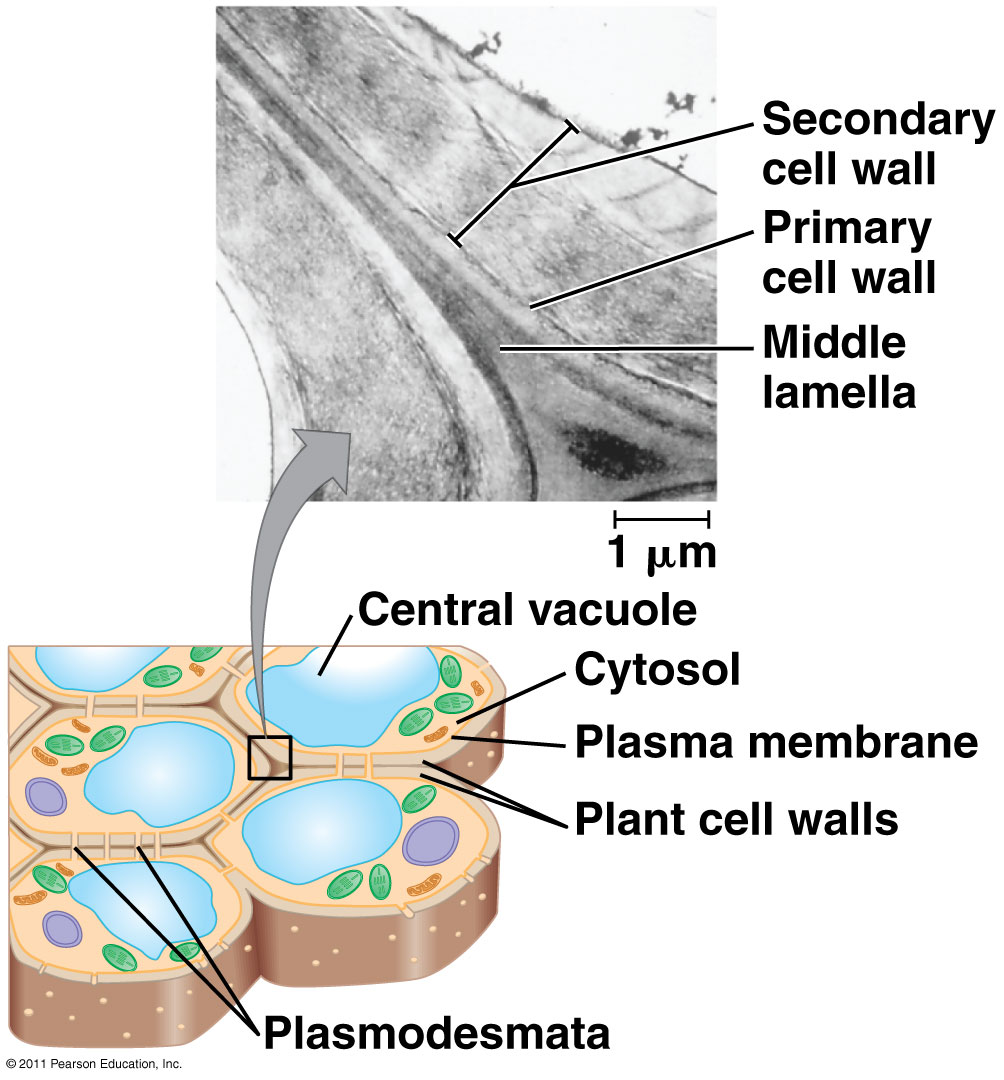 Secondary
cell wall
Primary
cell wall
Middle
lamella
1 μm
Central vacuole
Cytosol
Plasma membrane
Plant cell walls
Plasmodesmata
© 2011 Pearson Education, Inc.